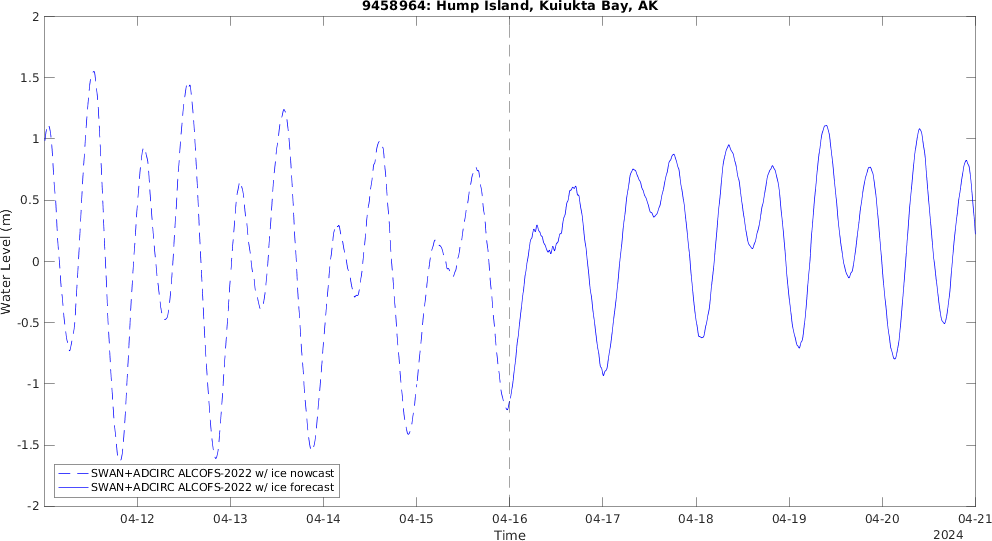 9458964: Hump Island, Kuiukta Bay, AK
2
1.5
1
0.5
0
-0.5
-1
-1.5
-2
Water Level (m)
SWAN+ADCIRC ALCOFS-2022 w/ ice nowcast
SWAN+ADCIRC ALCOFS-2022 w/ ice forecast
04-12 04-13 04-14 04-15 04-16 04-17 04-18 04-19 04-20 04-21
Time
2024